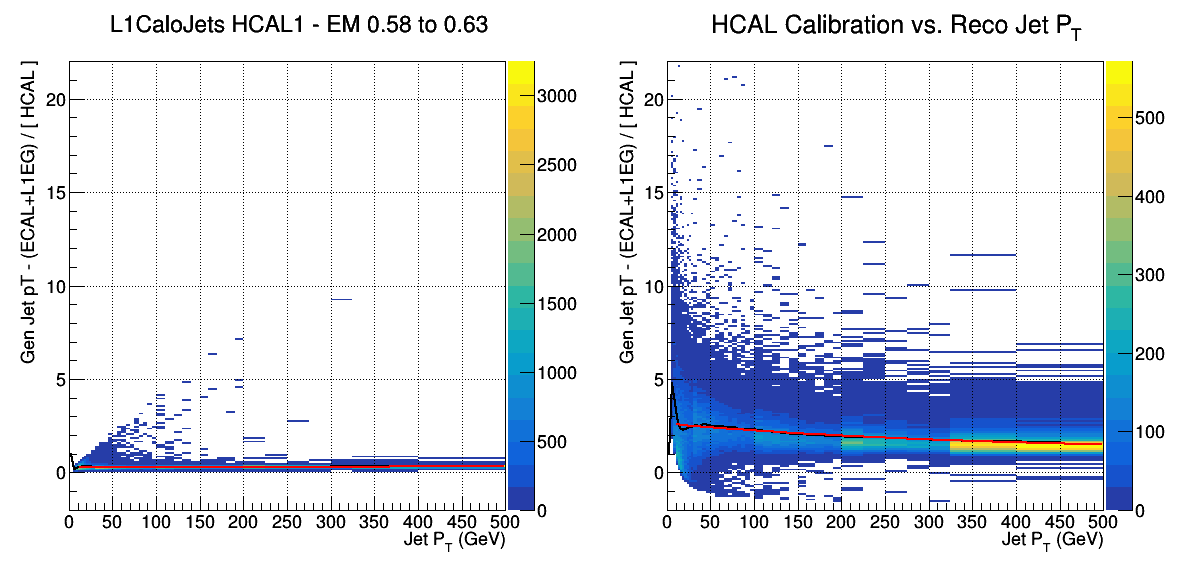 L1CaloJets HCAL1 - EM 0.58 to 0.63
Gen Jet pT - (ECAL+L1EG) / [ HCAL ]
20
15
10
5
0
0 50 100 150 200 250 300 350 400 450 500
Jet P_T (GeV)
3000
2500
2000
1500
1000
500
0
HCAL Calibration vs. Reco Jet P_T
Gen Jet pT - (ECAL+L1EG) / [ HCAL ]
20
15
10
5
0
0 50 100 150 200 250 300 350 400 450 500
Jet P_T (GeV)
500
400
300
200
100
0